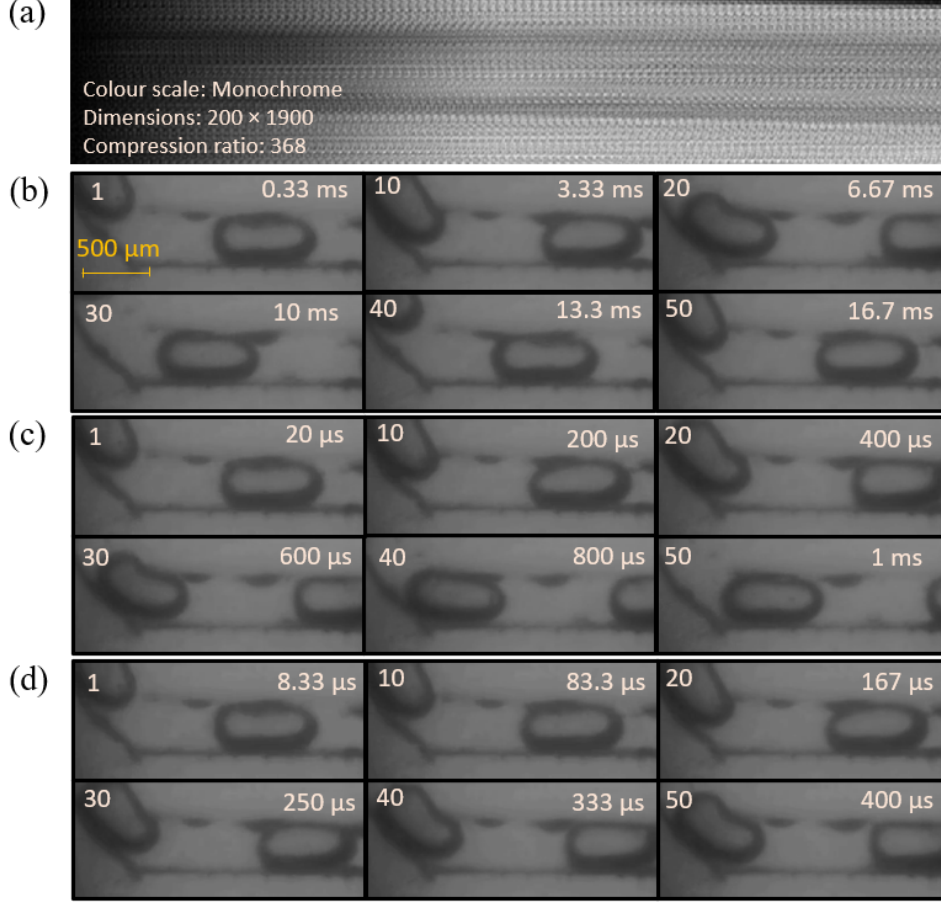 (a)
Colour scale: Monochrome
Dimensions: 200 × 1900
Compression ratio: 368
(b)
1 0.33 ms 10 3.33 ms 20 6.67 ms
500 µm
30 10 ms 40 13.3 ms 50 16.7 ms
(c)
1 20 µs 10 200 µs 20 400 µs
30 600 µs 40 800 µs 50 1 ms
(d)
1 8.33 µs 10 83.3 µs 20 167 µs
30 250 µs 40 333 µs 50 400 µs